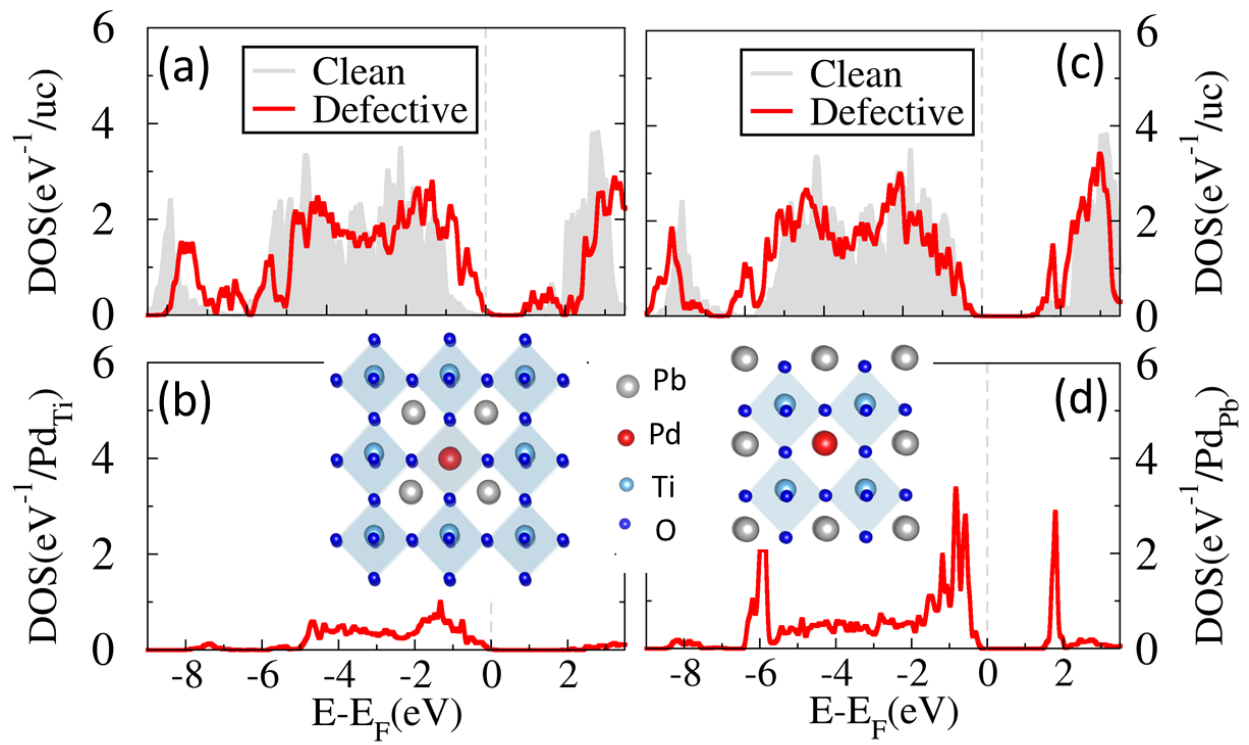 6
(a)
Clean
Defective
4
2
0
DOS(eV⁻¹/uc)
6
(c)
Clean
Defective
4
2
0
DOS(eV⁻¹/uc)
6
(b)
4
2
0
DOS(eV⁻¹/Pd_Ti)
-8
-6
-4
-2
0
2
E-E_F(eV)
Pb
Pd
Ti
O
6
(d)
4
2
0
DOS(eV⁻¹/Pd_Pb)
-8
-6
-4
-2
0
2
E-E_F(eV)